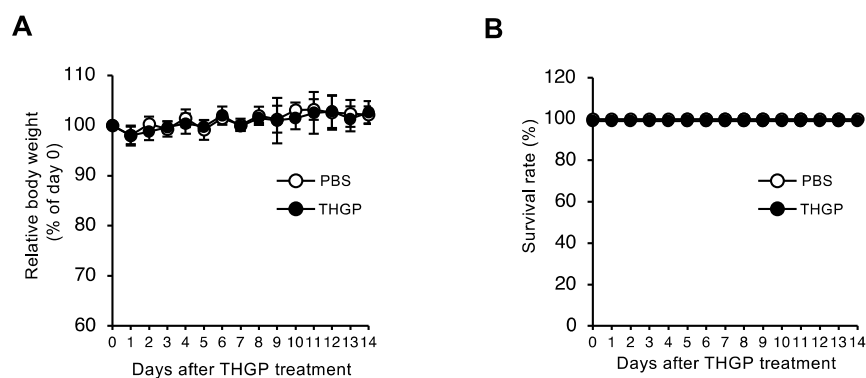 A
110
100
90
80
70
60
Relative body weight
(% of day 0)
PBS
THGP
0 1 2 3 4 5 6 7 8 9 10 11 12 13 14
Days after THGP treatment
B
120
100
80
60
40
20
0
Survival rate (%)
PBS
THGP
0 1 2 3 4 5 6 7 8 9 10 11 12 13 14
Days after THGP treatment